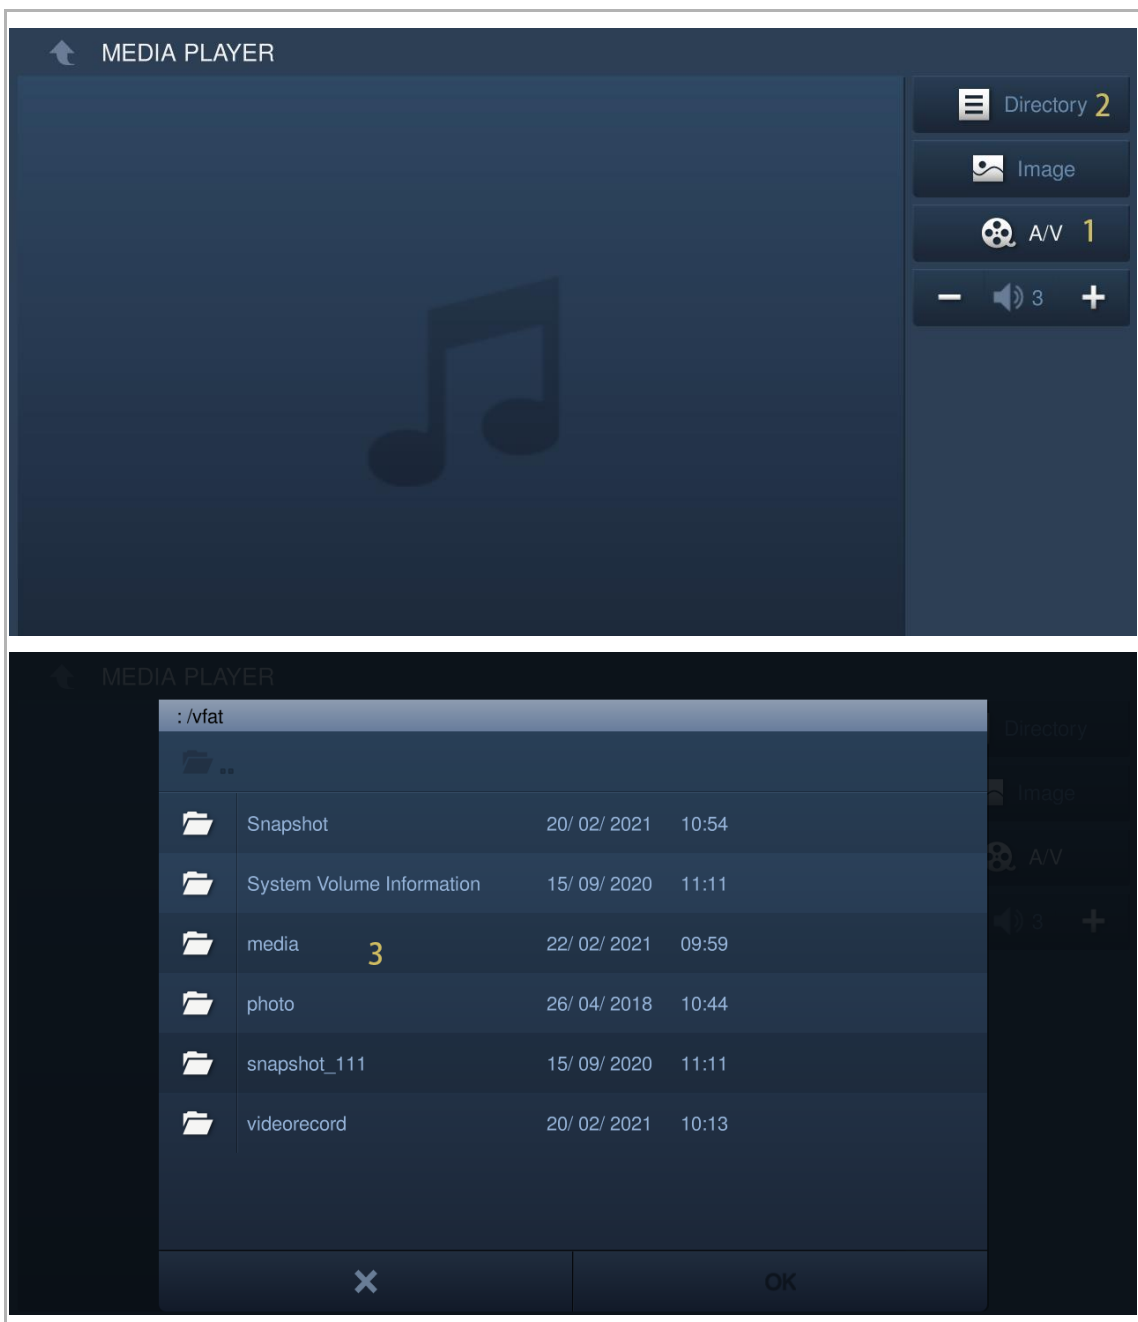 MEDIA PLAYER
Directory 2
Image
A/V 1
3
MEDIA PLAYER
: /vfat
Directory
..
Image
Snapshot 20/ 02/ 2021 10:54
A/V
System Volume Information 15/ 09/ 2020 11:11
3
media 3 22/ 02/ 2021 09:59
photo 26/ 04/ 2018 10:44
snapshot_111 15/ 09/ 2020 11:11
videorecord 20/ 02/ 2021 10:13
OK